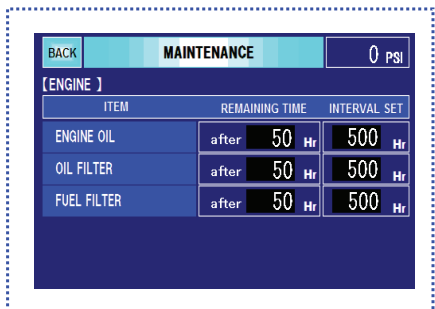 BACK MAINTENANCE 0 PSI
[ENGINE ]
ITEM REMAINING TIME INTERVAL SET
ENGINE OIL after 50 Hr 500 Hr
OIL FILTER after 50 Hr 500 Hr
FUEL FILTER after 50 Hr 500 Hr